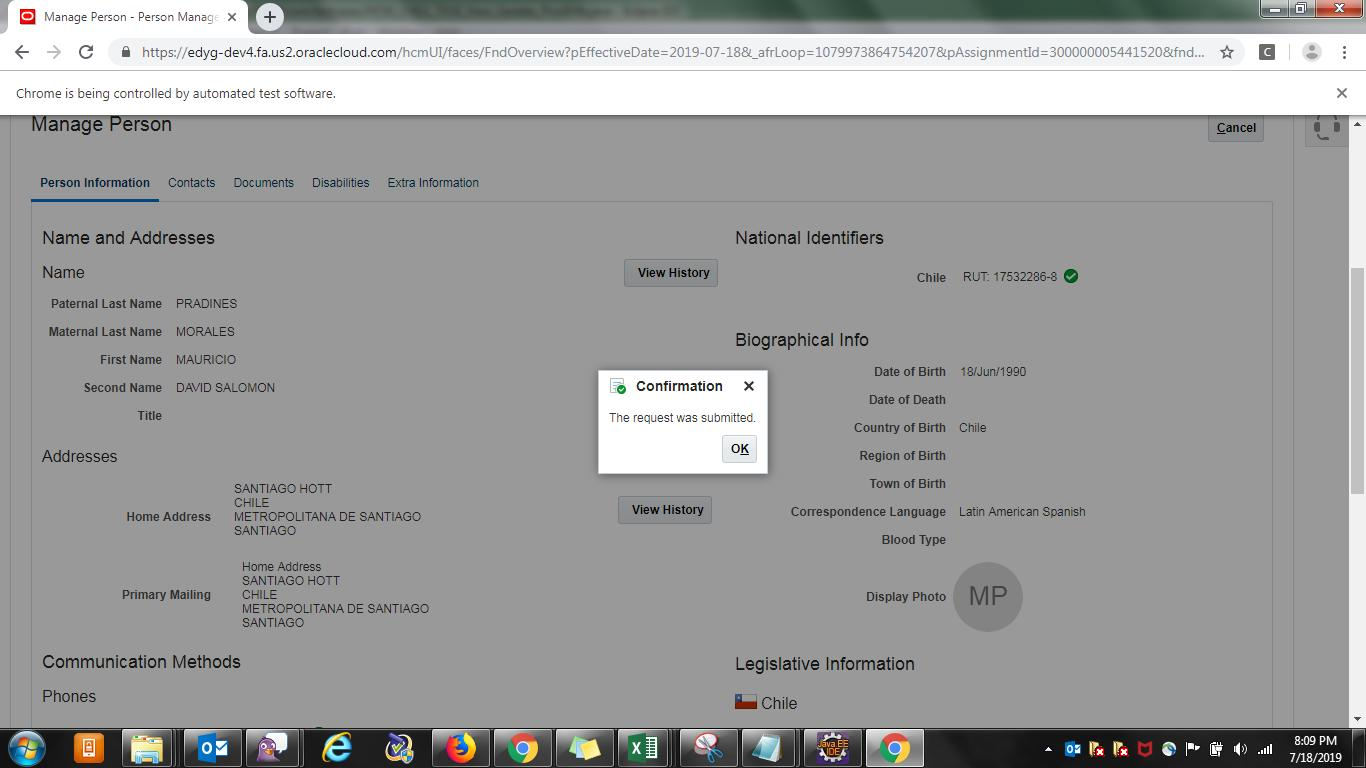 Manage Person - Person Manage
https://edyg-dev4.fa.us2.oraclecloud.com/hcmUI/faces/FndOverview?pEffectiveDate=2019-07-18&_afrLoop=1079973864754207&pAssignmentId=300000005441520&fnd...
C
Chrome is being controlled by automated test software.
Manage Person
Cancel
Person Information Contacts Documents Disabilities Extra Information
Name and Addresses
Name
View History
Paternal Last Name PRADINES
Maternal Last Name MORALES
First Name MAURICIO
Second Name DAVID SALOMON
Title
Addresses
Home Address
SANTIAGO HOTT
CHILE
METROPOLITANA DE SANTIAGO
SANTIAGO
View History
Primary Mailing
Home Address
SANTIAGO HOTT
CHILE
METROPOLITANA DE SANTIAGO
SANTIAGO
Communication Methods
Phones
National Identifiers
Chile RUT: 17532286-8
Biographical Info
Date of Birth 18/Jun/1990
Date of Death
Country of Birth Chile
Region of Birth
Town of Birth
Correspondence Language Latin American Spanish
Blood Type
Display Photo MP
Legislative Information
Chile
Confirmation
The request was submitted.
OK
Java EE
IDE
8:09 PM
7/18/2019